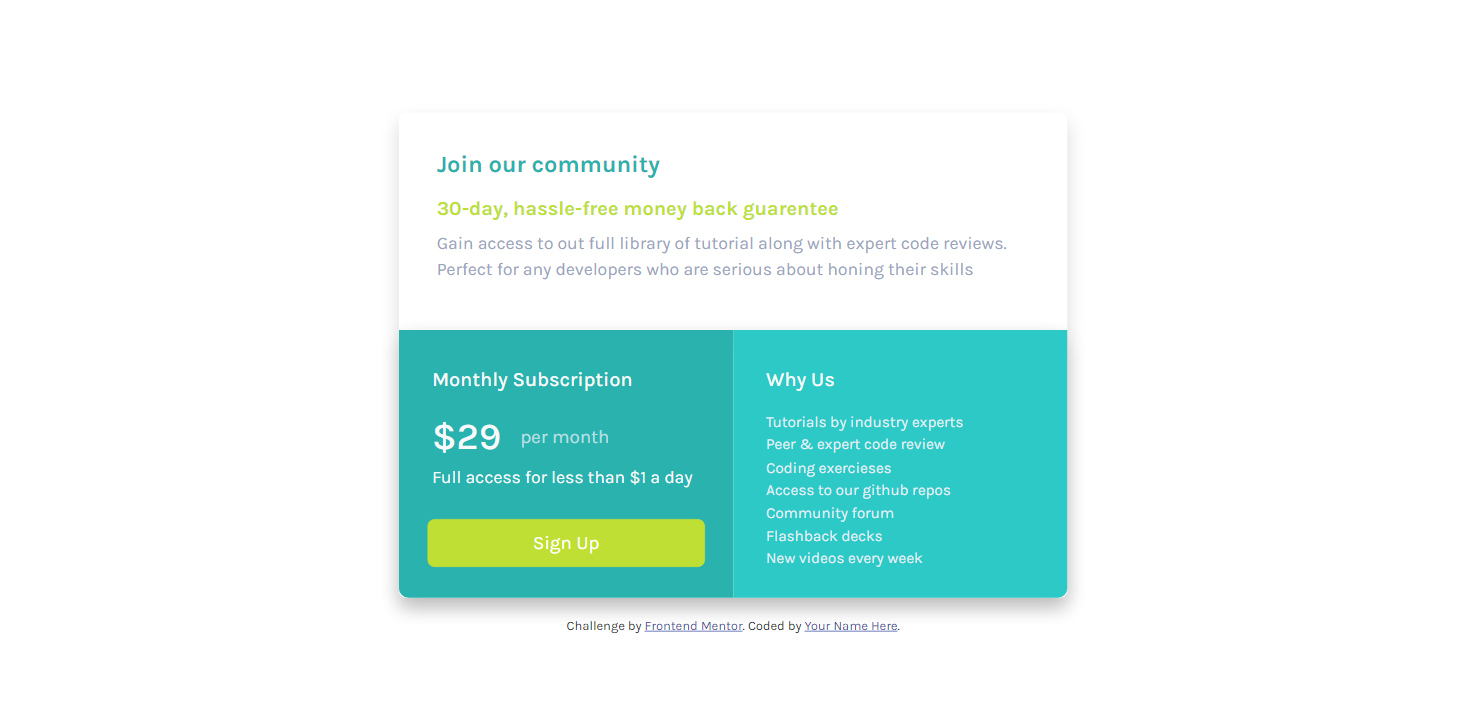 Join our community
30-day, hassle-free money back guarentee
Gain access to out full library of tutorial along with expert code reviews.
Perfect for any developers who are serious about honing their skills
Monthly Subscription
$29 per month
Full access for less than $1 a day
Sign Up
Why Us
Tutorials by industry experts
Peer & expert code review
Coding exercieses
Access to our github repos
Community forum
Flashback decks
New videos every week
Challenge by Frontend Mentor. Coded by Your Name Here.